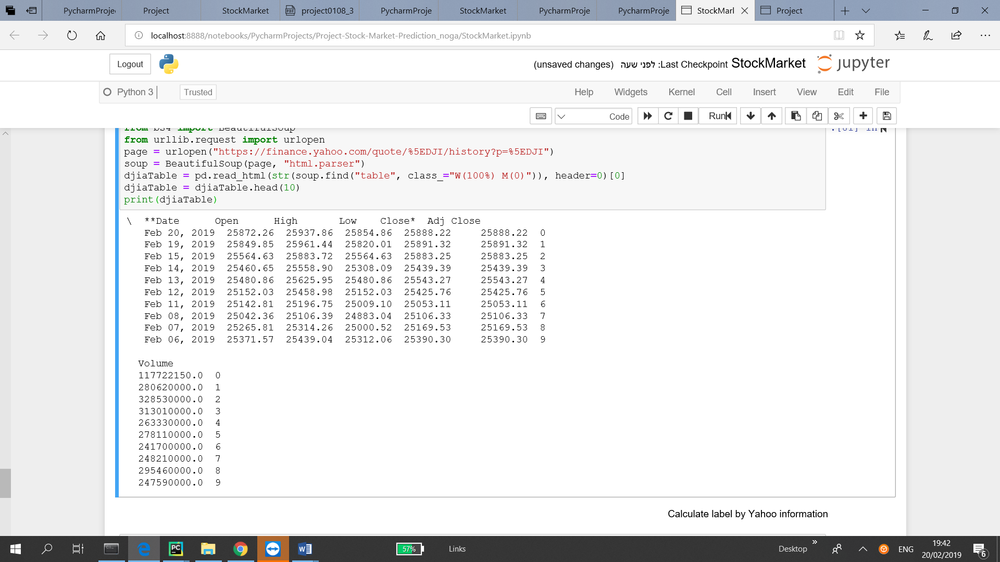 PycharmProje
Project
StockMarket
project0108_3
PycharmProje
StockMarket
PycharmProje
PycharmProje
StockMarl
Project
localhost:8888/notebooks/PycharmProjects/Project-Stock-Market-Prediction_noga/StockMarket.ipynb
Logout
(unsaved changes) לפני שעה :Last Checkpoint StockMarket jupyter
Python 3 Trusted Help Widgets Kernel Cell Insert View Edit File
Code Run
from bs4 import BeautifulSoup
from urllib.request import urlopen
page = urlopen("https://finance.yahoo.com/quote/%5EDJI/history?p=%5EDJI")
soup = BeautifulSoup(page, "html.parser")
djiaTable = pd.read_html(str(soup.find("table", class_="W(100%) M(0)")), header=0)[0]
djiaTable = djiaTable.head(10)
print(djiaTable)
\ **Date Open High Low Close* Adj Close
Feb 20, 2019 25872.26 25937.86 25854.86 25888.22 25888.22 0
Feb 19, 2019 25849.85 25961.44 25820.01 25891.32 25891.32 1
Feb 15, 2019 25564.63 25883.72 25564.63 25883.25 25883.25 2
Feb 14, 2019 25460.65 25558.90 25308.09 25439.39 25439.39 3
Feb 13, 2019 25480.86 25625.95 25480.86 25543.27 25543.27 4
Feb 12, 2019 25152.03 25458.98 25152.03 25425.76 25425.76 5
Feb 11, 2019 25142.81 25196.75 25009.10 25053.11 25053.11 6
Feb 08, 2019 25042.36 25106.39 24883.04 25106.33 25106.33 7
Feb 07, 2019 25265.81 25314.26 25000.52 25169.53 25169.53 8
Feb 06, 2019 25371.57 25439.04 25312.06 25390.30 25390.30 9
Volume
117722150.0 0
280620000.0 1
328530000.0 2
313010000.0 3
263330000.0 4
278110000.0 5
241700000.0 6
248210000.0 7
295460000.0 8
247590000.0 9
Calculate label by Yahoo information
57% Links Desktop ENG 19:42
20/02/2019 6